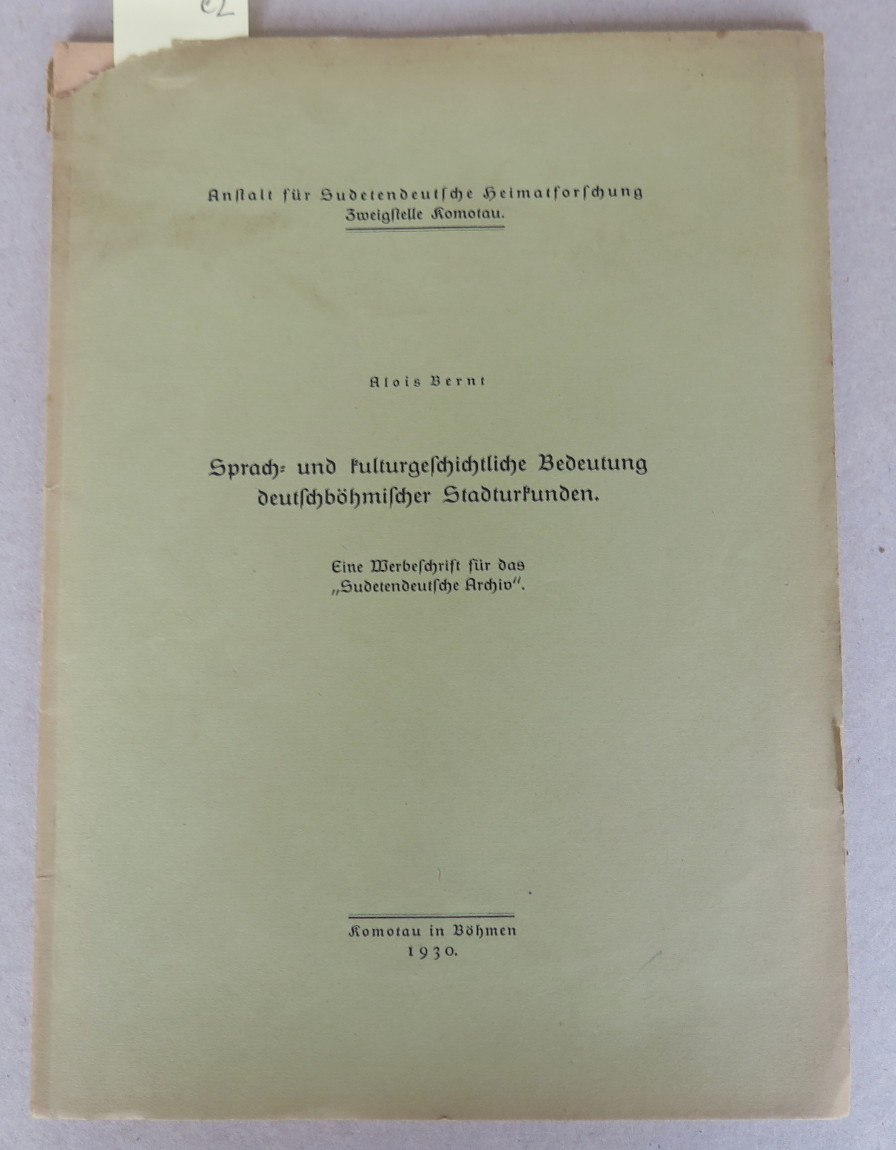 Anſtalt für Sudetendeutſche Heimatforſchung
Zweigſtelle Komotau.
Alois Bernt
Sprach- und kulturgeſchichtliche Bedeutung
deutſchböhmiſcher Stadturkunden.
Eine Werbeſchrift für das
„Sudetendeutſche Archiv“.
Komotau in Böhmen
1930.